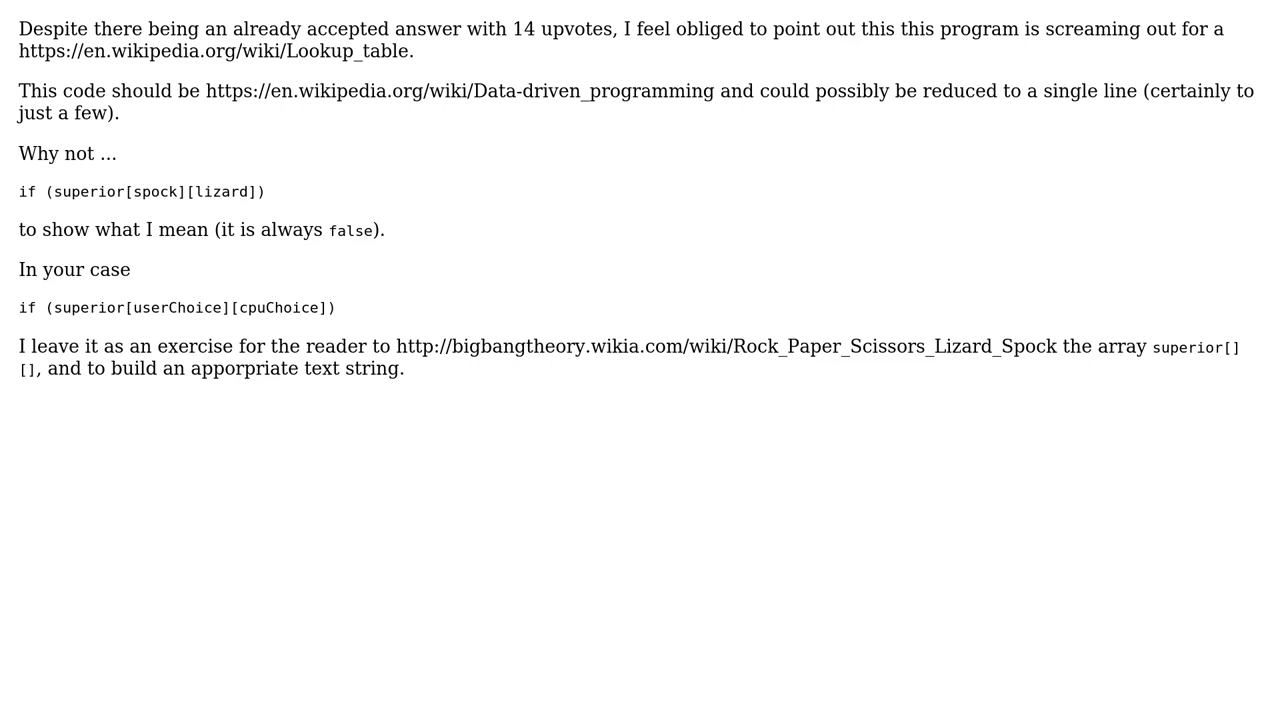 Despite there being an already accepted answer with 14 upvotes, I feel obliged to point out this this program is screaming out for a
https://en.wikipedia.org/wiki/Lookup_table.
This code should be https://en.wikipedia.org/wiki/Data-driven_programming and could possibly be reduced to a single line (certainly to
just a few).
Why not ...
if (superior[spock][lizard])
to show what I mean (it is always false).
In your case
if (superior[userChoice][cpuChoice])
I leave it as an exercise for the reader to http://bigbangtheory.wikia.com/wiki/Rock_Paper_Scissors_Lizard_Spock the array superior[]
[], and to build an apporpriate text string.